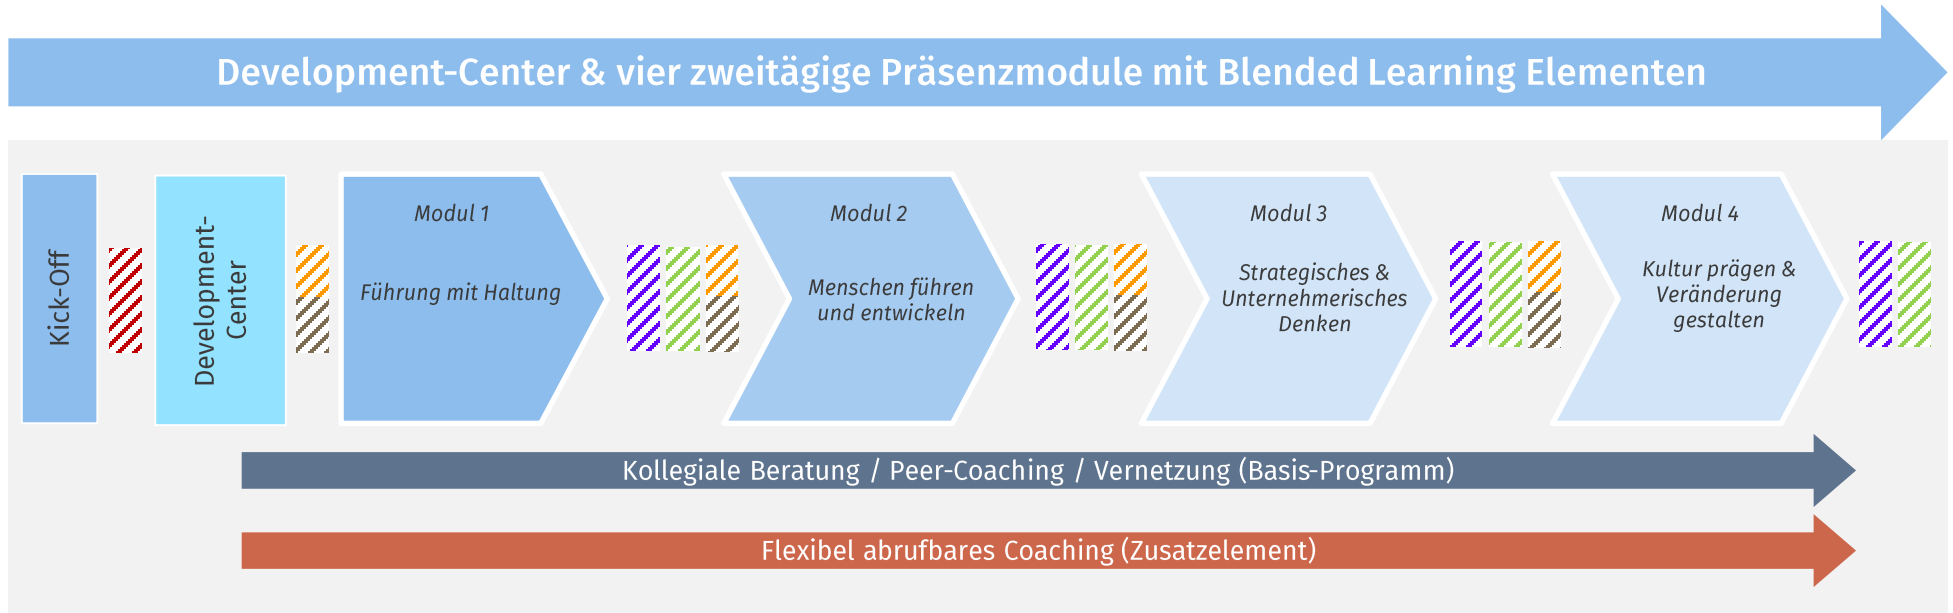 Development-Center & vier zweitägige Präsenzmodule mit Blended Learning Elementen
Kick-Off
Development-
Center
Modul 1
Führung mit Haltung
Modul 2
Menschen führen
und entwickeln
Modul 3
Strategisches &
Unternehmerisches
Denken
Modul 4
Kultur prägen &
Veränderung
gestalten
Kollegiale Beratung / Peer-Coaching / Vernetzung (Basis-Programm)
Flexibel abrufbares Coaching (Zusatzelement)